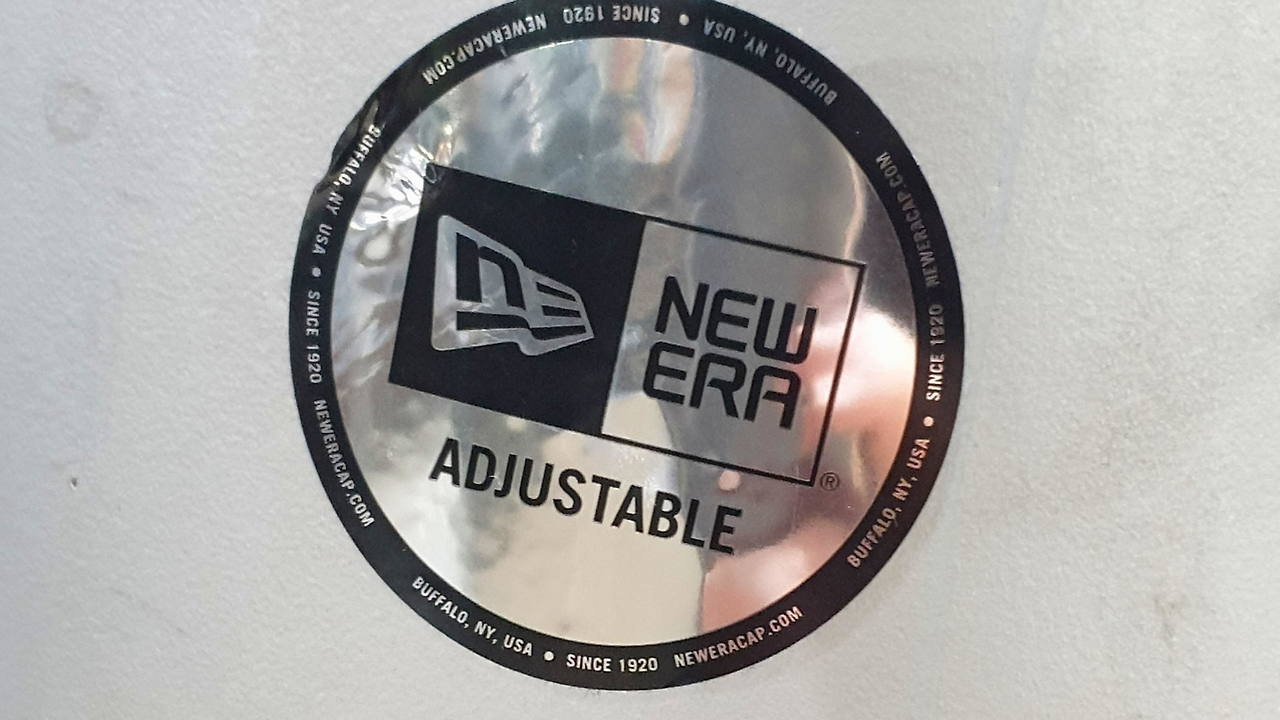 NEW
ERA
®
ADJUSTABLE
BUFFALO, NY, USA • SINCE 1920 NEWERACAP.COM
BUFFALO, NY USA • SINCE 1920 NEWERACAP.COM
BUFFALO, NY, USA • SINCE 1920 NEWERACAP.COM
BUFFALO, NY, USA • SINCE 1920 NEWERACAP.COM